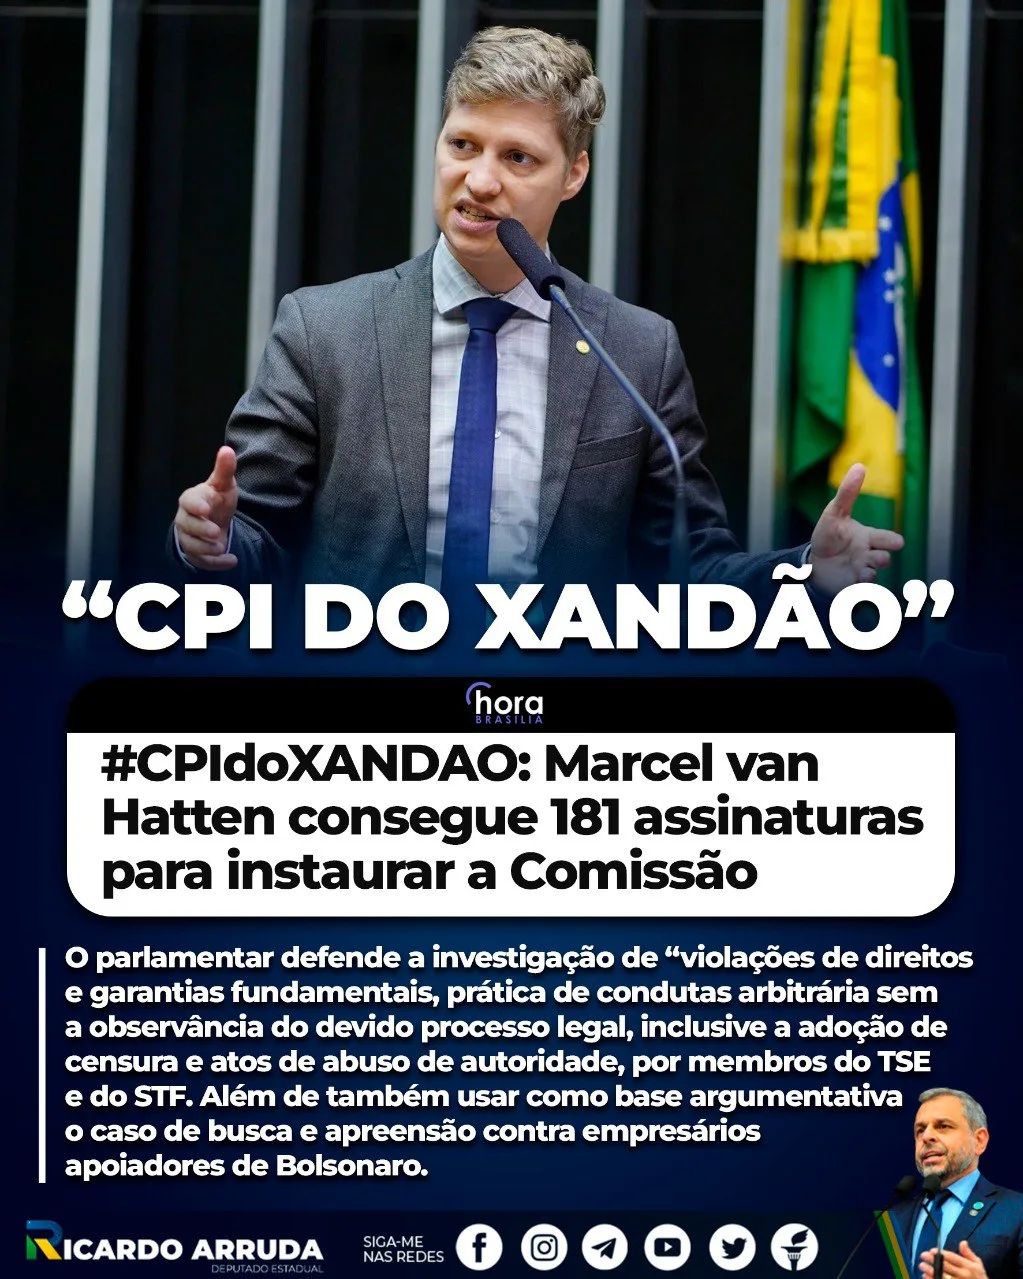 “CPI DO XANDÃO”
hora
BRASILIA
#CPIdoXANDAO: Marcel van
Hatten consegue 181 assinaturas
para instaurar a Comissão
O parlamentar defende a investigação de “violações de direitos
e garantias fundamentais, prática de condutas arbitrária sem
a observância do devido processo legal, inclusive a adoção de
censura e atos de abuso de autoridade, por membros do TSE
e do STF. Além de também usar como base argumentativa
o caso de busca e apreensão contra empresários
apoiadores de Bolsonaro.
RICARDO ARRUDA
DEPUTADO ESTADUAL
SIGA-ME
NAS REDES